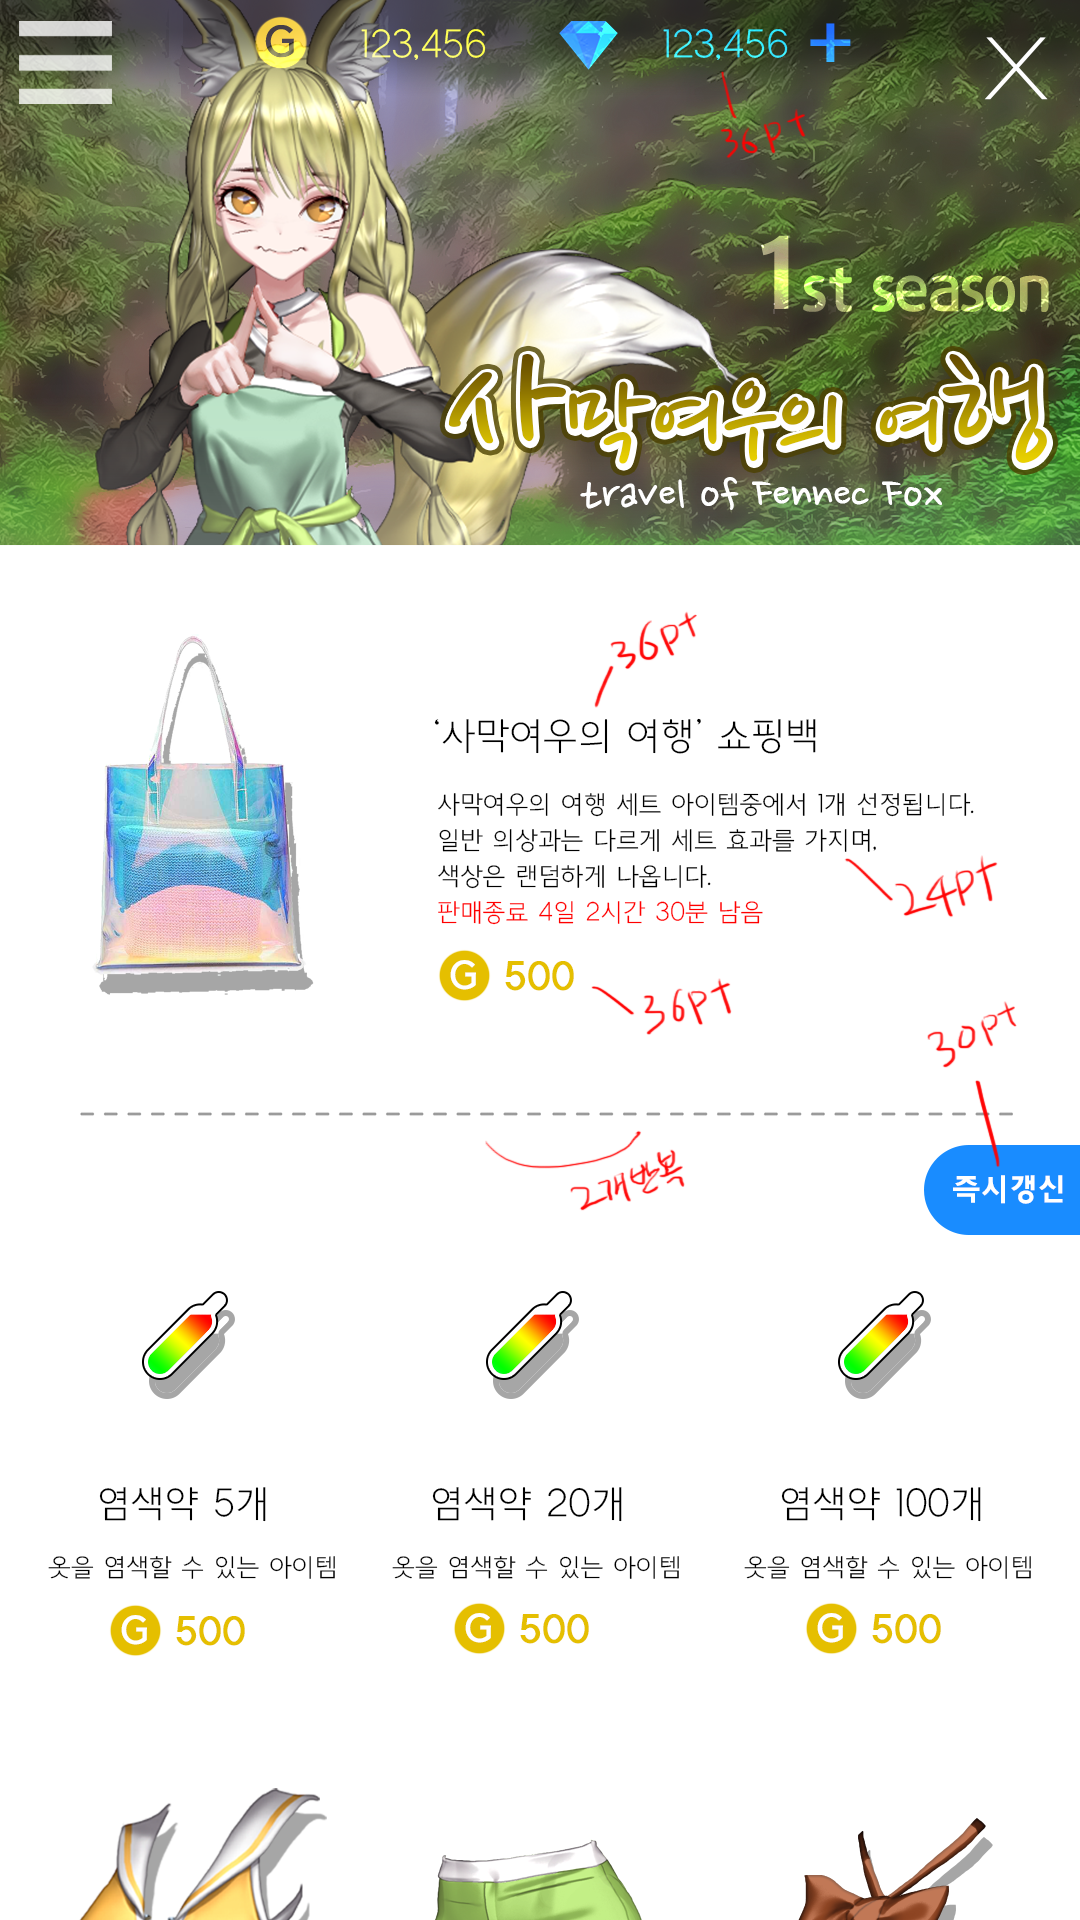 G 123,456 123,456
36pt
1st season
사막여우의 여행
travel of Fennec Fox
36pt
‘사막여우의 여행’ 쇼핑백
사막여우의 여행 세트 아이템중에서 1개 선정됩니다.
일반 의상과는 다르게 세트 효과를 가지며,
색상은 랜덤하게 나옵니다.
24pt
판매종료 4일 2시간 30분 남음
G 500
36pt
30pt
2개반복
즉시갱신
염색약 5개 염색약 20개 염색약 100개
옷을 염색할 수 있는 아이템 옷을 염색할 수 있는 아이템 옷을 염색할 수 있는 아이템
G 500 G 500 G 500